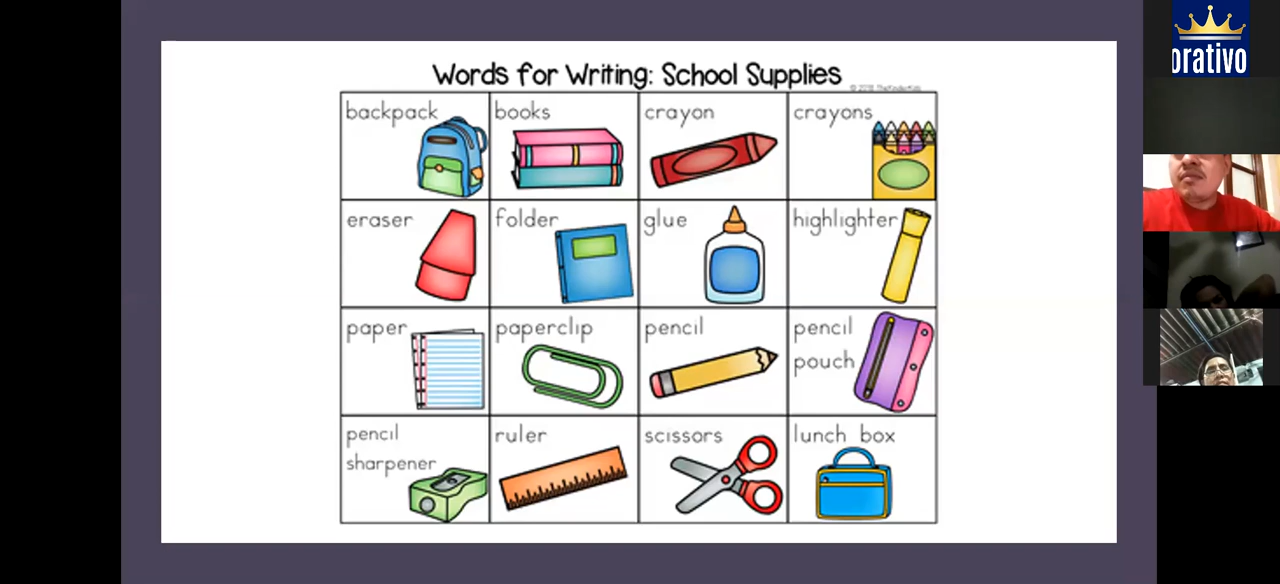 Words for Writing: School Supplies
backpack
books
crayon
crayons
eraser
folder
glue
highlighter
paper
paperclip
pencil
pencil
pouch
pencil
sharpener
ruler
scissors
lunch box
orativo